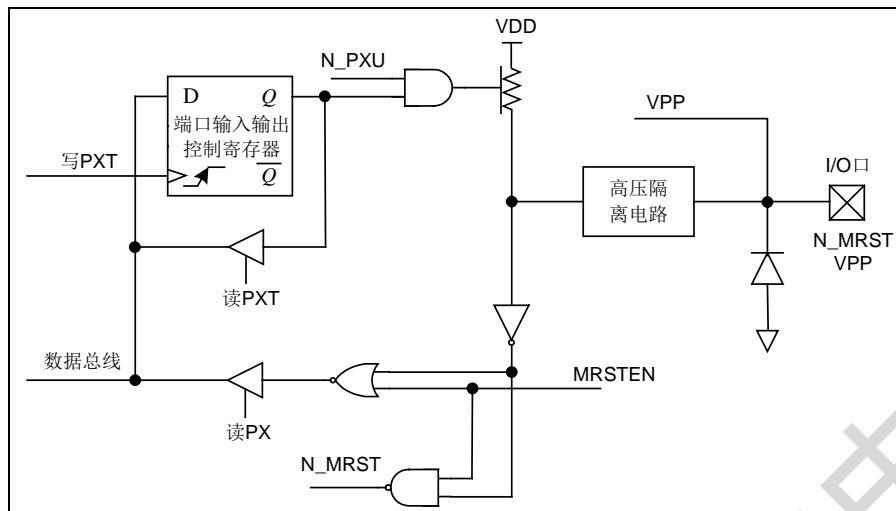 VDD
N_PXU
D Q
端口输入输出
控制寄存器
Q
写PXT
VPP
I/O口
高压隔
离电路
N_MRST
VPP
读PXT
数据总线
MRSTEN
读PX
N_MRST
中